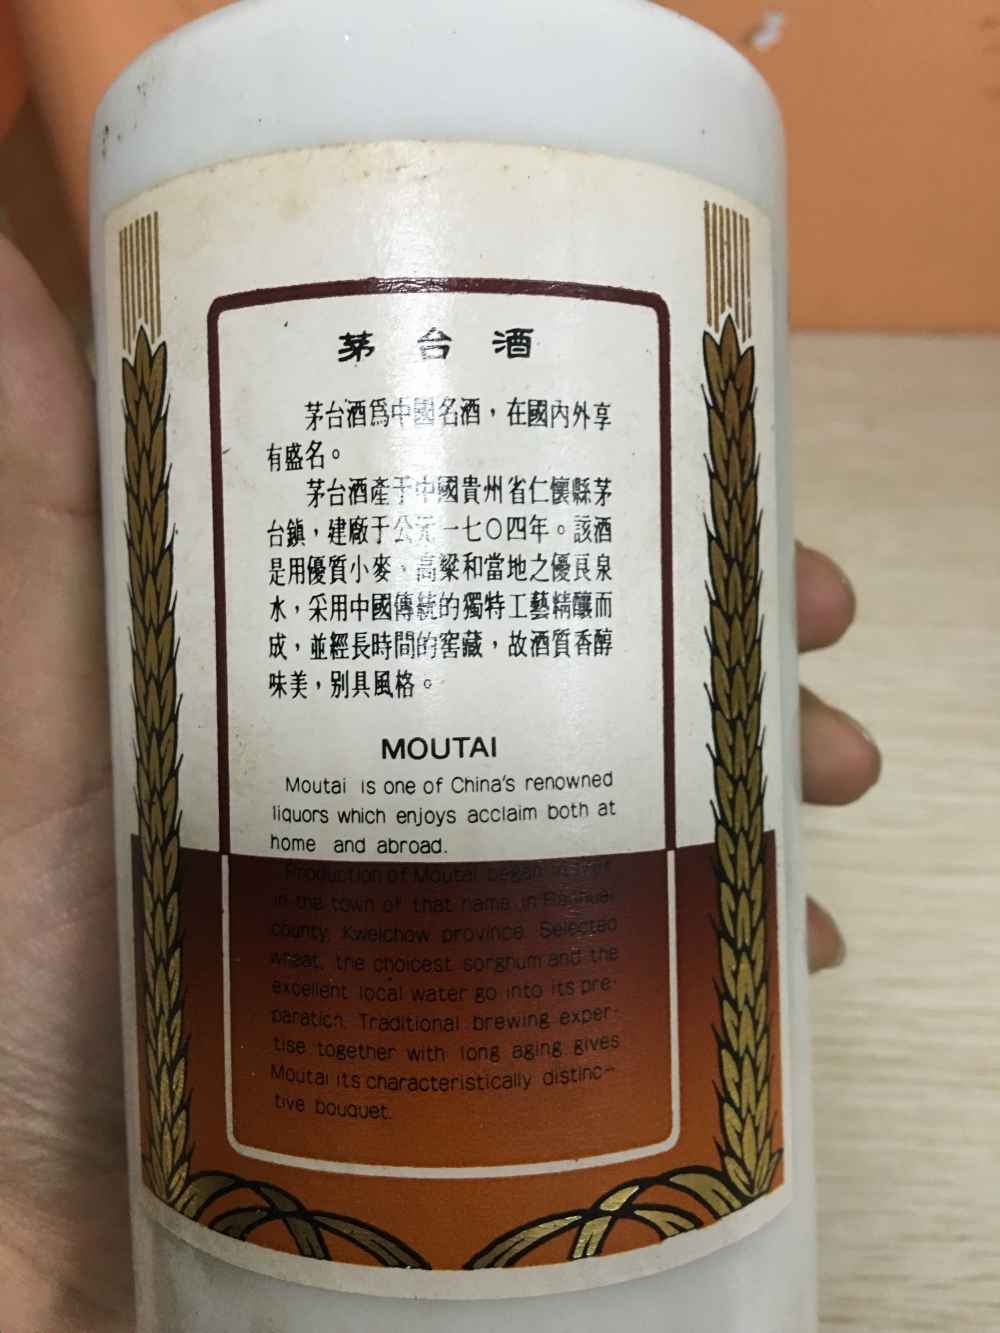 茅台酒
茅台酒爲中國名酒，在國內外享
有盛名。
茅台酒產于中國貴州省仁懷縣茅
台鎮，建廠于公元一七〇四年。該酒
是用優質小麥、高粱和當地之優良泉
水，采用中國傳統的獨特工藝精釀而
成，並經長時間的窖藏，故酒質香醇
味美，別具風格。
MOUTAI
Moutai is one of China's renowned
liquors which enjoys acclaim both at
home and abroad.
Production of Moutai began
in the town of that name in
county, Kweichow province. Selected
wheat, the choicest sorghum and the
excellent local water go into its pre-
paration. Traditional brewing exper-
tise together with long aging gives
Moutai its characteristically distinc-
tive bouquet.